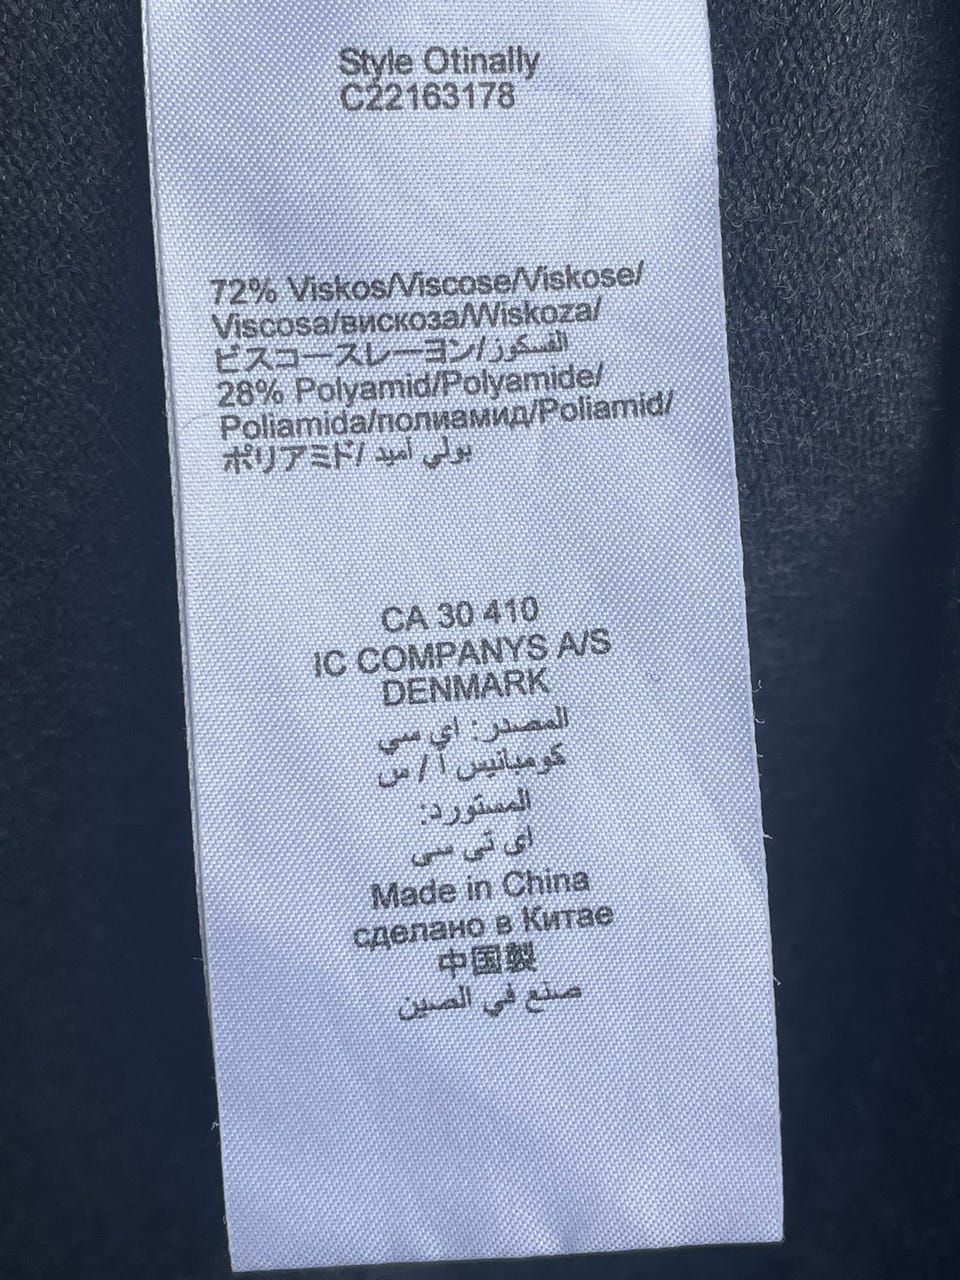 Style Otinally
C22163178
72% Viskos/Viscose/Viskose/
Viscosa/вискоза/Wiskoza/
ビスコースレーヨン/الفسكوز
28% Polyamid/Polyamide/
Poliamida/полиамид/Poliamid/
ポリアミド/ بولي أميد
CA 30 410
IC COMPANYS A/S
DENMARK
المصدر: اي سي
كومبانيس ا / س
المستورد:
اى تى سى
Made in China
сделано в Китае
中国製
صنع في الصين